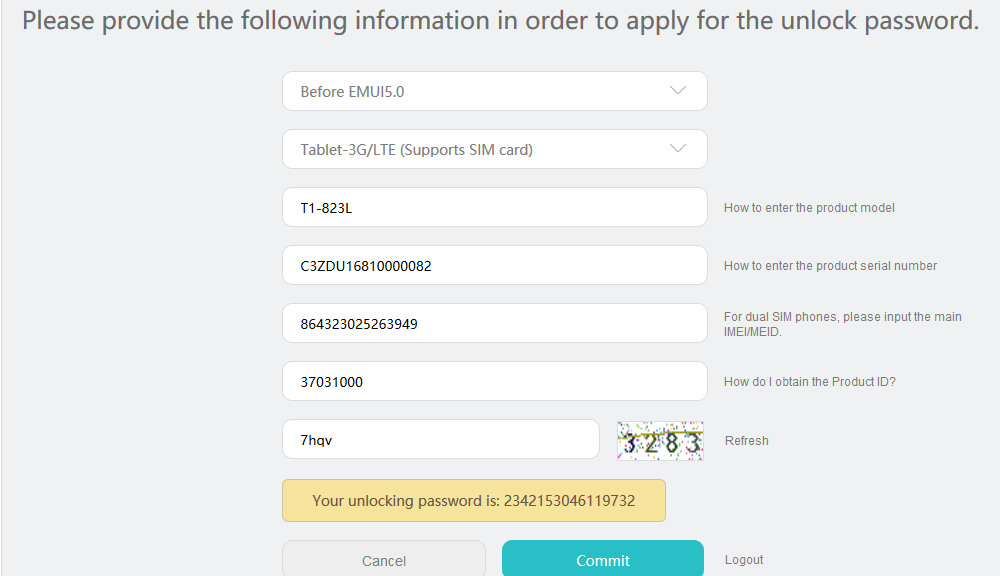 Please provide the following information in order to apply for the unlock password.
Before EMUI5.0
Tablet-3G/LTE (Supports SIM card)
T1-823L
How to enter the product model
C3ZDU16810000082
How to enter the product serial number
864323025263949
For dual SIM phones, please input the main
IMEI/MEID.
37031000
How do I obtain the Product ID?
7hqv
3283
Refresh
Your unlocking password is: 2342153046119732
Cancel
Commit
Logout